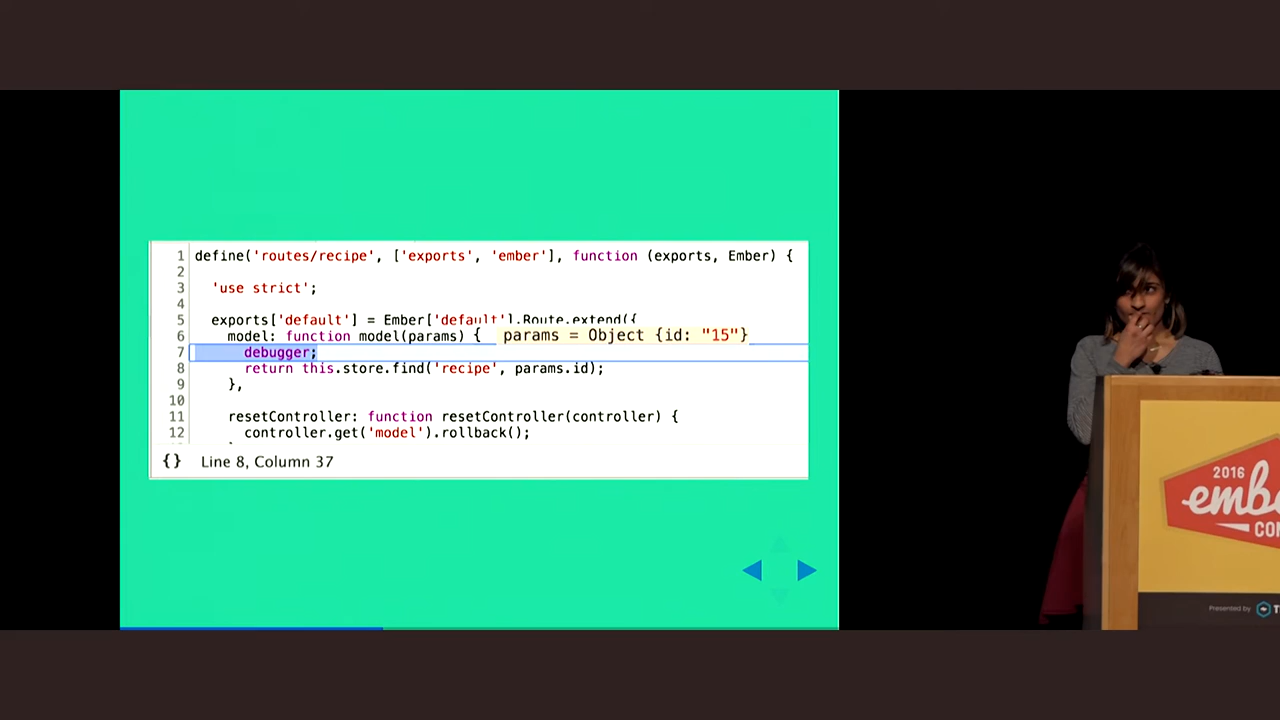 1 define('routes/recipe', ['exports', 'ember'], function (exports, Ember) {
2
3 'use strict';
4
5 exports['default'] = Ember['default'].Route.extend({
6 model: function model(params) { params = Object {id: "15"}
7 debugger;
8 return this.store.find('recipe', params.id);
9 },
10
11 resetController: function resetController(controller) {
12 controller.get('model').rollback();
{} Line 8, Column 37
2016
Presented by